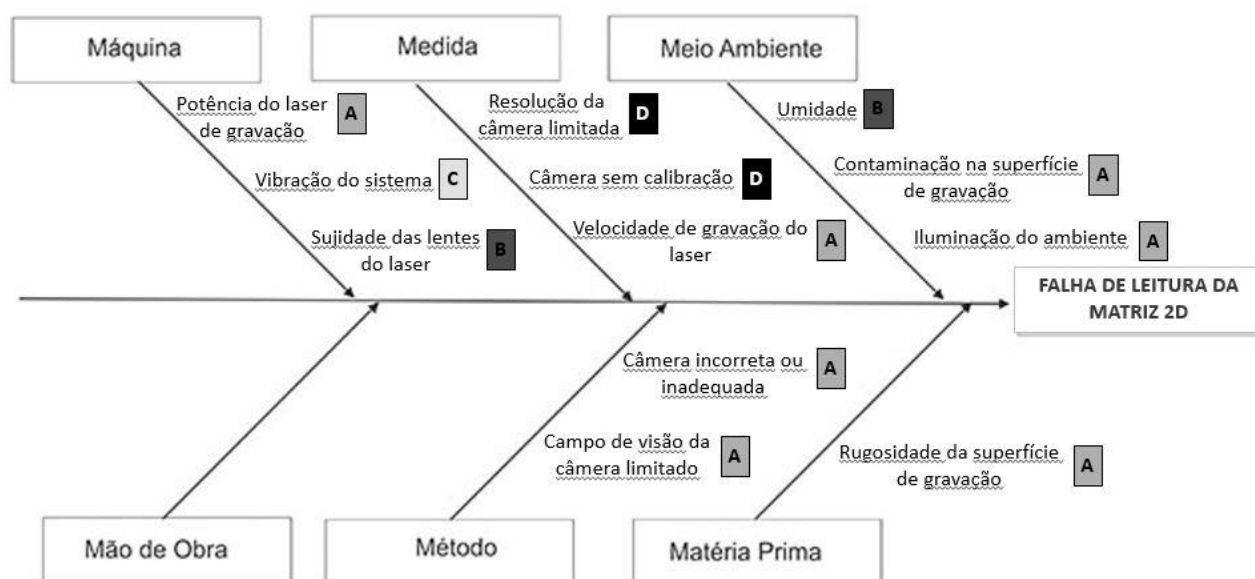 Máquina
Medida
Meio Ambiente
Potência do laser
de gravação
A
Vibração do sistema
C
Sujidade das lentes
do laser
B
Resolução da
câmera limitada
D
Câmera sem calibração
D
Velocidade de gravação do
laser
A
Umidade
B
Contaminação na superfície
de gravação
A
Iluminação do ambiente
A
FALHA DE LEITURA DA
MATRIZ 2D
Câmera incorreta ou
inadequada
A
Campo de visão da
câmera limitado
A
Rugosidade da superfície
de gravação
A
Mão de Obra
Método
Matéria Prima